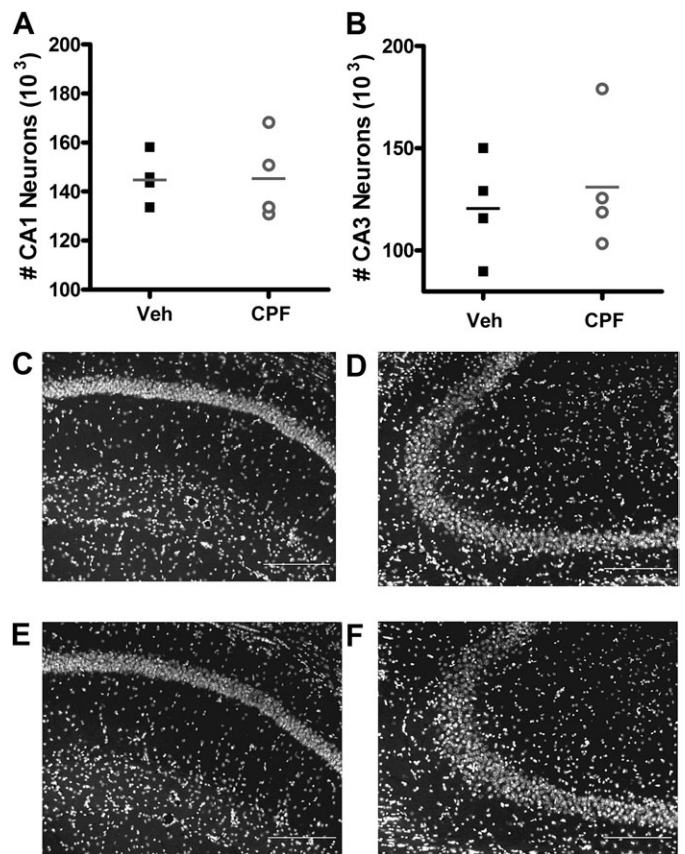 A
# CA1 Neurons (10³)
200
180
160
140
120
100
Veh
CPF
B
# CA3 Neurons (10³)
200
150
100
Veh
CPF
C
D
E
F